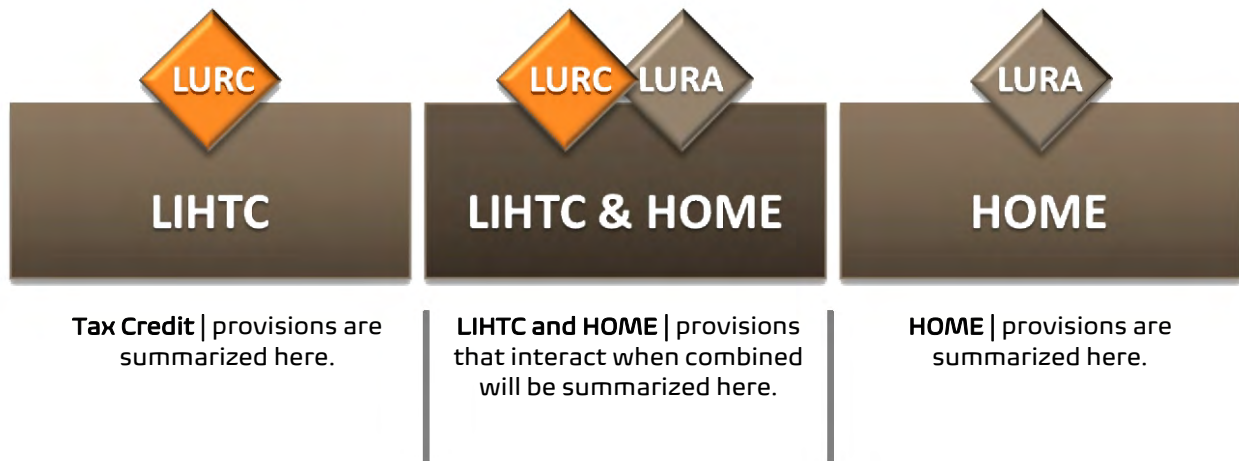 LURC
LIHTC
Tax Credit | provisions are
summarized here.
LURC LURA
LIHTC & HOME
LIHTC and HOME | provisions
that interact when combined
will be summarized here.
LURA
HOME
HOME | provisions are
summarized here.